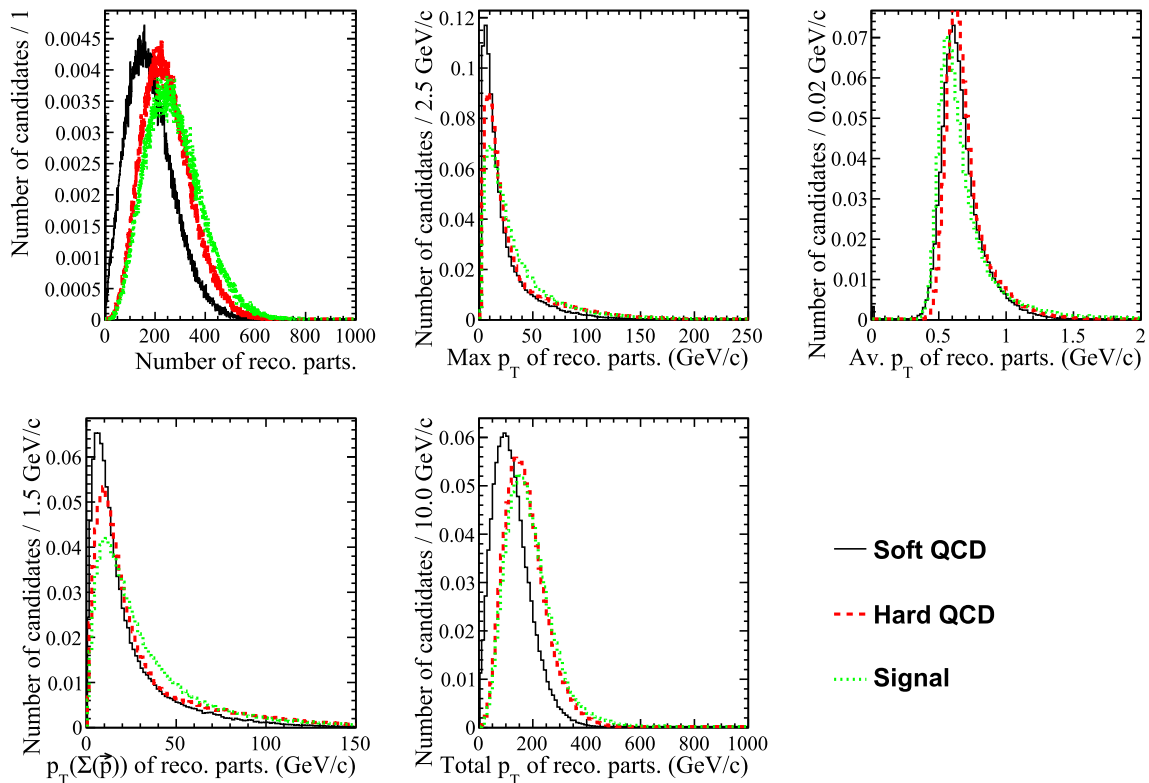 Number of candidates / 1
0.0045
0.004
0.0035
0.003
0.0025
0.002
0.0015
0.001
0.0005
0
0 200 400 600 800 1000
Number of reco. parts.
Number of candidates / 2.5 GeV/c
0.12
0.1
0.08
0.06
0.04
0.02
0
0 50 100 150 200 250
Max p_T of reco. parts. (GeV/c)
Number of candidates / 0.02 GeV/c
0.07
0.06
0.05
0.04
0.03
0.02
0.01
0
0 0.5 1 1.5 2
Av. p_T of reco. parts. (GeV/c)
Number of candidates / 1.5 GeV/c
0.06
0.05
0.04
0.03
0.02
0.01
0
0 50 100 150
p_T(Σ(p⃗)) of reco. parts. (GeV/c)
Number of candidates / 10.0 GeV/c
0.06
0.05
0.04
0.03
0.02
0.01
0
0 200 400 600 800 1000
Total p_T of reco. parts. (GeV/c)
Soft QCD
Hard QCD
Signal